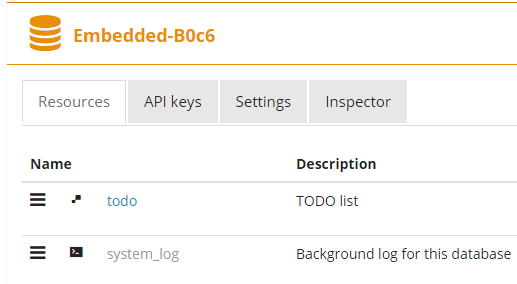 Embedded-B0c6
Resources API keys Settings Inspector
Name Description
todo TODO list
system_log Background log for this database